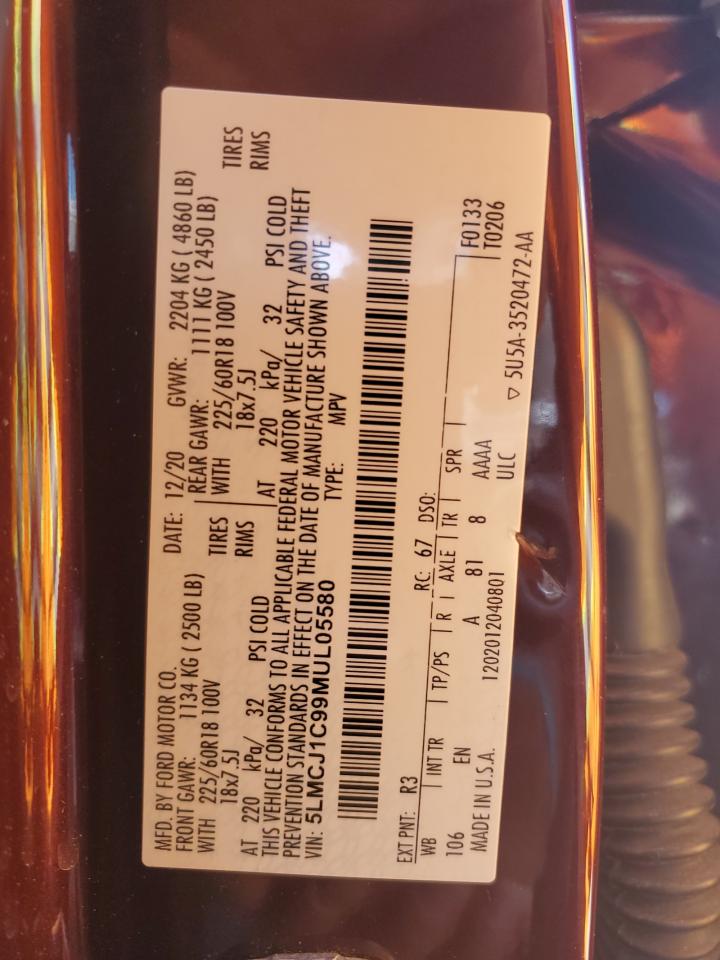 MFD. BY FORD MOTOR CO.
DATE: 12/20 GVWR: 2204 KG ( 4860 LB)
FRONT GAWR: 1134 KG ( 2500 LB) REAR GAWR: 1111 KG ( 2450 LB)
WITH 225/60R18 100V TIRES WITH 225/60R18 100V TIRES
18x7.5J RIMS 18x7.5J RIMS
AT 220 kPa/ 32 PSI COLD AT 220 kPa/ 32 PSI COLD
THIS VEHICLE CONFORMS TO ALL APPLICABLE FEDERAL MOTOR VEHICLE SAFETY AND THEFT
PREVENTION STANDARDS IN EFFECT ON THE DATE OF MANUFACTURE SHOWN ABOVE.
VIN: 5LMCJ1C99MUL05580 TYPE: MPV
EXT PNT: R3 RC: 67 DSO: F0133
WB INT TR TP/PS R AXLE TR SPR T0206
106 EN A 81 8 AAAA
MADE IN U.S.A. 1202012040801 ULC ▽ 5U5A-3520472-AA